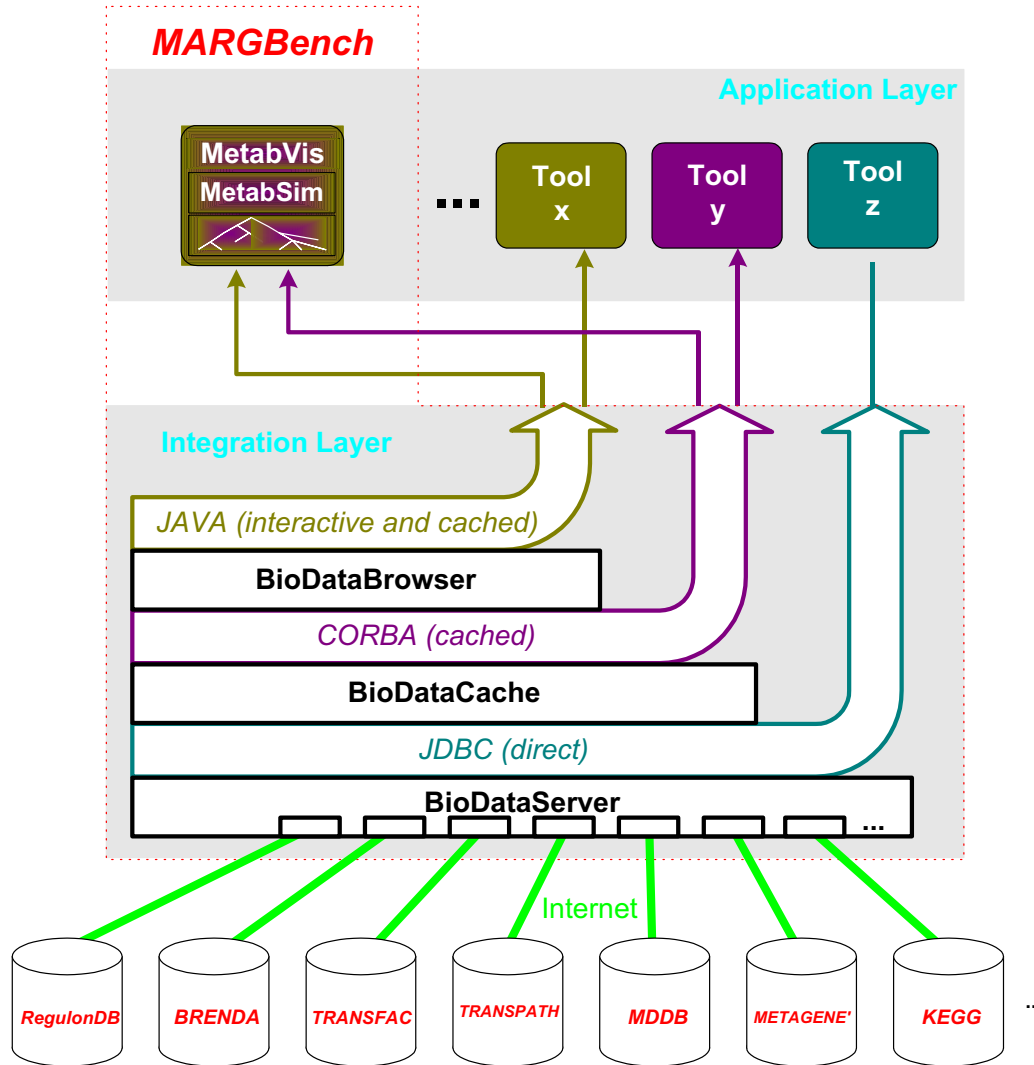 MARGBench
Application Layer
MetabVis
MetabSim
...
Tool
x
Tool
y
Tool
z
Integration Layer
JAVA (interactive and cached)
BioDataBrowser
CORBA (cached)
BioDataCache
JDBC (direct)
BioDataServer
...
Internet
RegulonDB
BRENDA
TRANSFAC
TRANSPATH
MDDB
METAGENE'
KEGG
..